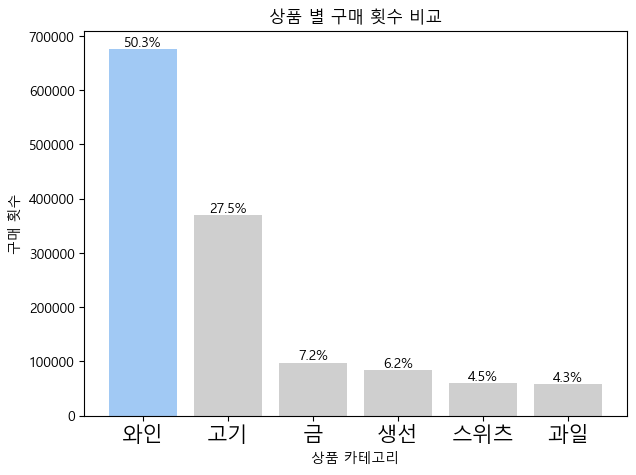 상품 별 구매 횟수 비교
구매 횟수
700000
600000
500000
400000
300000
200000
100000
0
50.3%
27.5%
7.2%
6.2%
4.5%
4.3%
와인
고기
금
생선
스위츠
과일
상품 카테고리